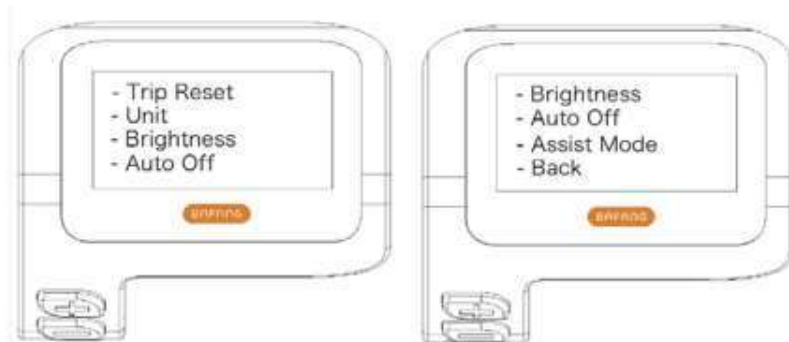 - Trip Reset
- Unit
- Brightness
- Auto Off
BAFANG
- Brightness
- Auto Off
- Assist Mode
- Back
BAFANG